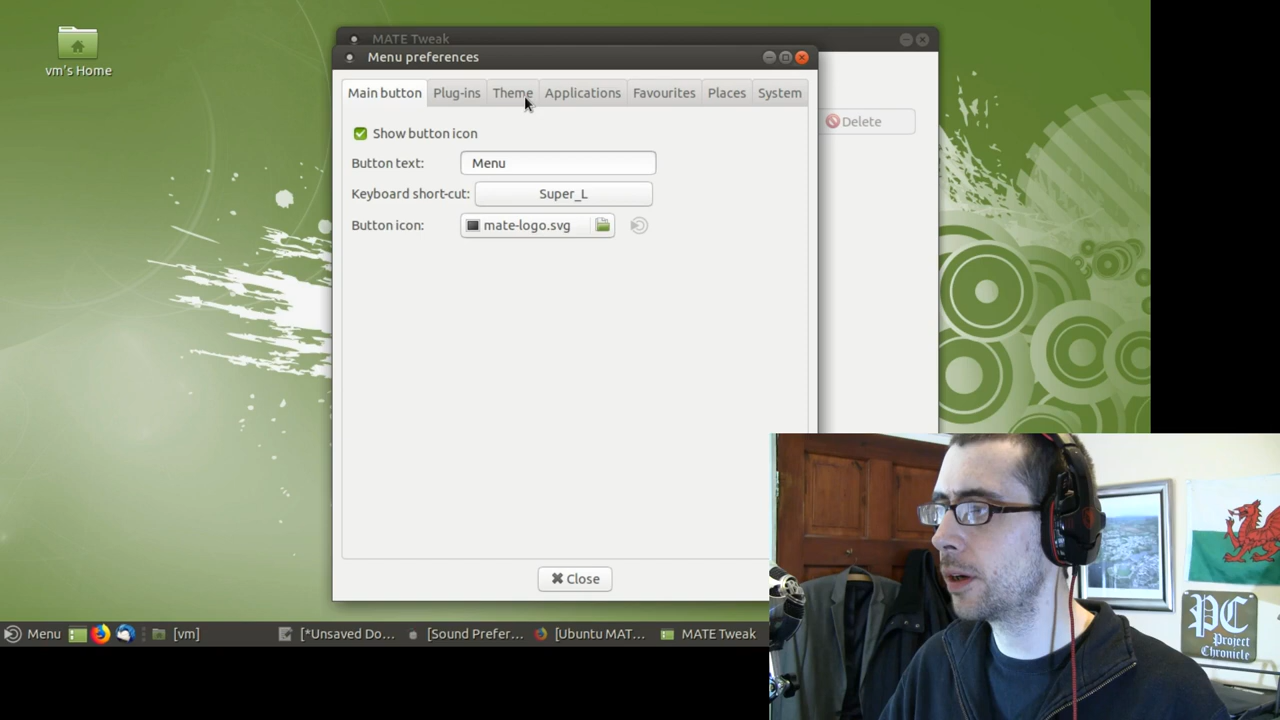 vm's Home
MATE Tweak
Menu preferences
Main button Plug-ins Theme Applications Favourites Places System
Delete
Show button icon
Button text: Menu
Keyboard short-cut: Super_L
Button icon: mate-logo.svg
Close
Menu [vm] [*Unsaved Do... [Sound Prefer... [Ubuntu MAT... MATE Tweak
PC
Project
Chronicle